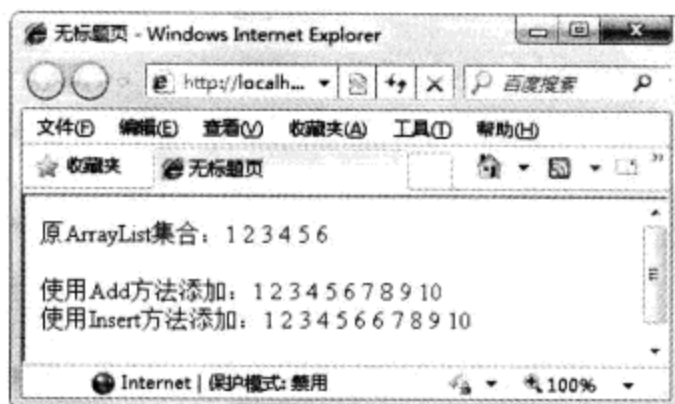 无标题页 - Windows Internet Explorer
http://localh... 百度搜索
文件(F) 编辑(E) 查看(V) 收藏夹(A) 工具(T) 帮助(H)
收藏夹 无标题页
原ArrayList集合：1 2 3 4 5 6
使用Add方法添加：1 2 3 4 5 6 7 8 9 10
使用Insert方法添加：1 2 3 4 5 6 6 7 8 9 10
Internet | 保护模式: 禁用 100%